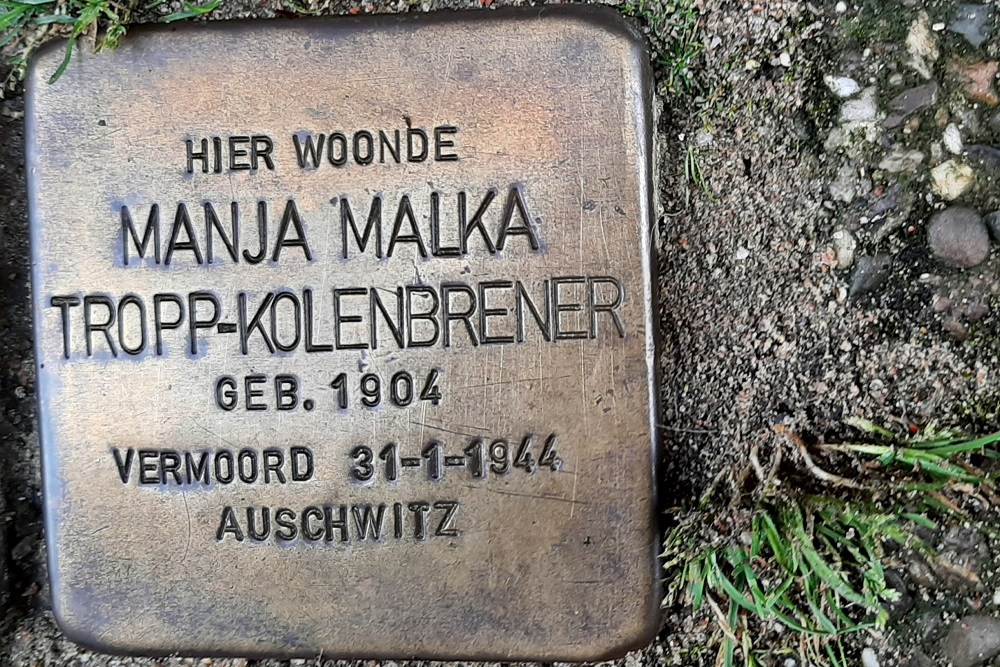 HIER WOONDE
MANJA MALKA
TROPP-KOLENBRENER
GEB. 1904
VERMOORD 31-1-1944
AUSCHWITZ